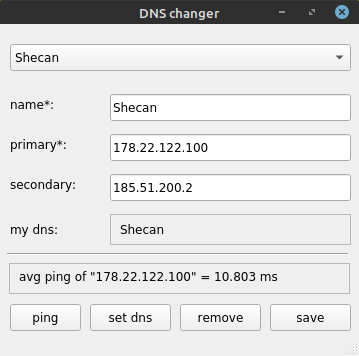 DNS changer
Shecan
name*: Shecan
primary*: 178.22.122.100
secondary: 185.51.200.2
my dns: Shecan
avg ping of "178.22.122.100" = 10.803 ms
ping set dns remove save